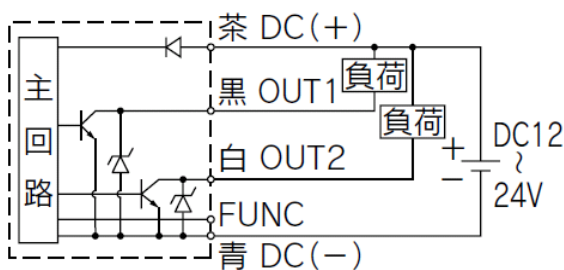 茶 DC(+)
主回路
黒 OUT1
負荷
負荷
白 OUT2
+
−
DC12
~
24V
FUNC
青 DC(−)